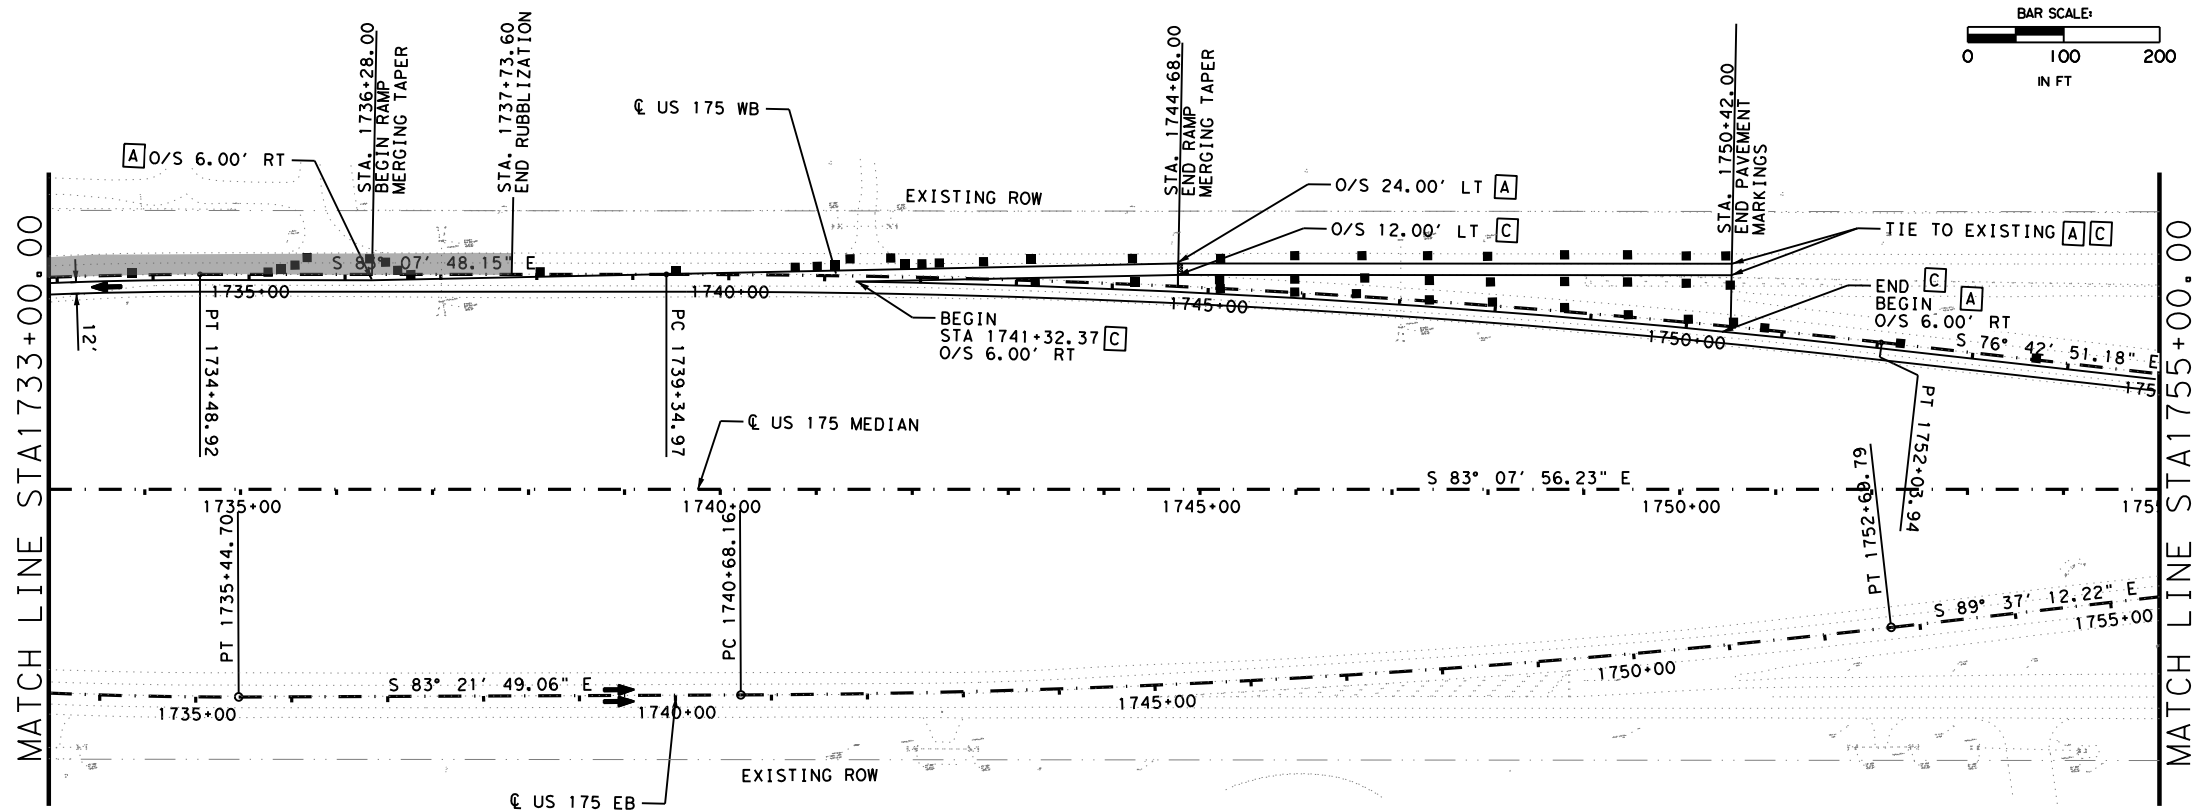 BAR SCALE:
0 100 200
IN FT
STA. 1736+28.00
BEGIN RAMP
MERGING TAPER
STA. 1737+73.60
END RUBBLIZATION
℄ US 175 WB
STA. 1744+68.00
END RAMP
MERGING TAPER
STA. 1750+42.00
END PAVEMENT
MARKINGS
A O/S 6.00' RT
EXISTING ROW
O/S 24.00' LT A
O/S 12.00' LT C
TIE TO EXISTING A C
MATCH LINE STA1733+00.00
12'
S 83° 07' 48.15" E
1735+00
1740+00
1745+00
1750+00
175
PT 1734+48.92
PC 1739+34.97
BEGIN
STA 1741+32.37 C
O/S 6.00' RT
END C
BEGIN A
O/S 6.00' RT
S 76° 42' 51.18" E
PT 1752+03.94
℄ US 175 MEDIAN
S 83° 07' 56.23" E
1735+00
1740+00
1745+00
1750+00
175
PT 1735+44.70
PC 1740+68.16
PT 1752+69.79
S 83° 21' 49.06" E
S 89° 37' 12.22" E
1735+00
1740+00
1745+00
1750+00
1755+00
EXISTING ROW
℄ US 175 EB
MATCH LINE STA1755+00.00